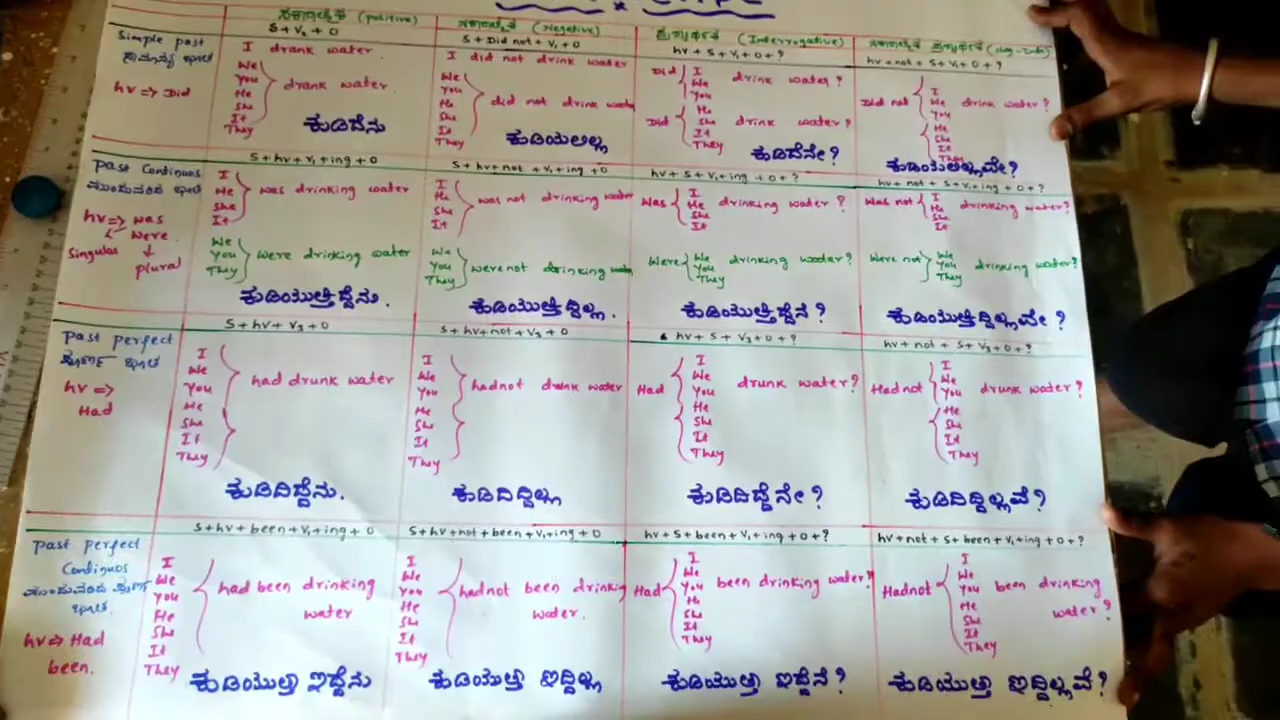 ಸಕಾರಾತ್ಮಕ (positive)
ನಕಾರಾತ್ಮಕ (Negative)
ಪ್ರಶ್ನಾರ್ಥಕ (Interrogative)
ನಕಾರಾತ್ಮಕ ಪ್ರಶ್ನಾರ್ಥಕ
S + V₂ + O
S + Did not + V₁ + O
hv + S + V₁ + O + ?
hv + not + S + V₁ + O + ?
Simple past
ಸಾಮಾನ್ಯ ಭೂತ
hv => Did
I drank water
We
You
He
She
It
They
drank water
ಕುಡಿದೆನು
I did not drink water
We
You
He
She
It
They
did not drink
ಕುಡಿಯಲಿಲ್ಲ
Did
I
We
You
drink water?
Did
He
She
It
They
drink water?
ಕುಡಿದೆನೇ?
Did not
I
We
You
He
She
It
They
drink water?
ಕುಡಿಯಲಿಲ್ಲವೇ?
S + hv + V₁ + ing + O
S + hv + not + V₁ + ing + O
hv + S + V₁ + ing + O + ?
hv + not + S + V₁ + ing + O + ?
past Continuos
ಮುಂದುವರಿದ ಭೂತ
hv => was
were
Singular
plural
I
He
She
It
was drinking water
We
You
They
were drinking water
ಕುಡಿಯುತ್ತಿದ್ದೆನು.
I
He
She
It
was not drinking water
We
You
They
were not drinking
ಕುಡಿಯುತ್ತಿದ್ದಿಲ್ಲ.
Was
I
He
She
It
drinking water?
Were
We
You
They
drinking water?
ಕುಡಿಯುತ್ತಿದ್ದೆನೆ?
Was not
I
He
She
It
drinking water?
Were not
We
You
They
drinking water?
ಕುಡಿಯುತ್ತಿದ್ದಿಲ್ಲವೇ?
S + hv + V₃ + O
S + hv + not + V₃ + O
hv + S + V₃ + O + ?
hv + not + S + V₃ + O + ?
past perfect
ಪೂರ್ಣ ಭೂತ
hv =>
Had
I
We
You
He
She
It
They
had drunk water
ಕುಡಿದಿದ್ದೆನು.
I
We
You
He
She
It
They
hadnot drunk water
ಕುಡಿದಿದ್ದಿಲ್ಲ
Had
I
We
You
He
She
It
They
drunk water?
ಕುಡಿದಿದ್ದೆನೇ?
Hadnot
I
We
You
He
She
It
They
drunk water?
ಕುಡಿದಿದ್ದಿಲ್ಲವೆ?
S + hv + been + V₁ + ing + O
S + hv + not + been + V₁ + ing + O
hv + S + been + V₁ + ing + O + ?
hv + not + S + been + V₁ + ing + O + ?
past perfect
Condinuos
ಮುಂದುವರಿದ ಪೂರ್ಣ
ಭೂತ
hv => Had
been.
I
We
You
He
She
It
They
had been drinking
water
ಕುಡಿಯುತ್ತಾ ಇದ್ದೆನು
I
We
You
He
She
It
They
hadnot been drinking
water.
ಕುಡಿಯುತ್ತಾ ಇದ್ದಿಲ್ಲ
Had
I
We
You
He
She
It
They
been drinking water?
ಕುಡಿಯುತ್ತಾ ಇದ್ದೆನೆ?
Hadnot
I
We
You
He
She
It
They
been drinking
water?
ಕುಡಿಯುತ್ತಾ ಇದ್ದಿಲ್ಲವೆ?